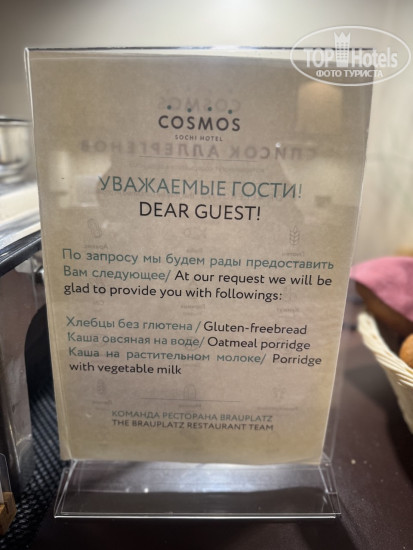 TOPHotels
ФОТО ТУРИСТА
COSMOS
SOCHI HOTEL
УВАЖАЕМЫЕ ГОСТИ!
DEAR GUEST!
По запросу мы будем рады предоставить
Вам следующее/ At our request we will be
glad to provide you with followings:
Хлебцы без глютена / Gluten-freebread
Каша овсяная на воде/ Oatmeal porridge
Каша на растительном молоке/ Porridge
with vegetable milk
КОМАНДА РЕСТОРАНА BRAUPLATZ
THE BRAUPLATZ RESTAURANT TEAM